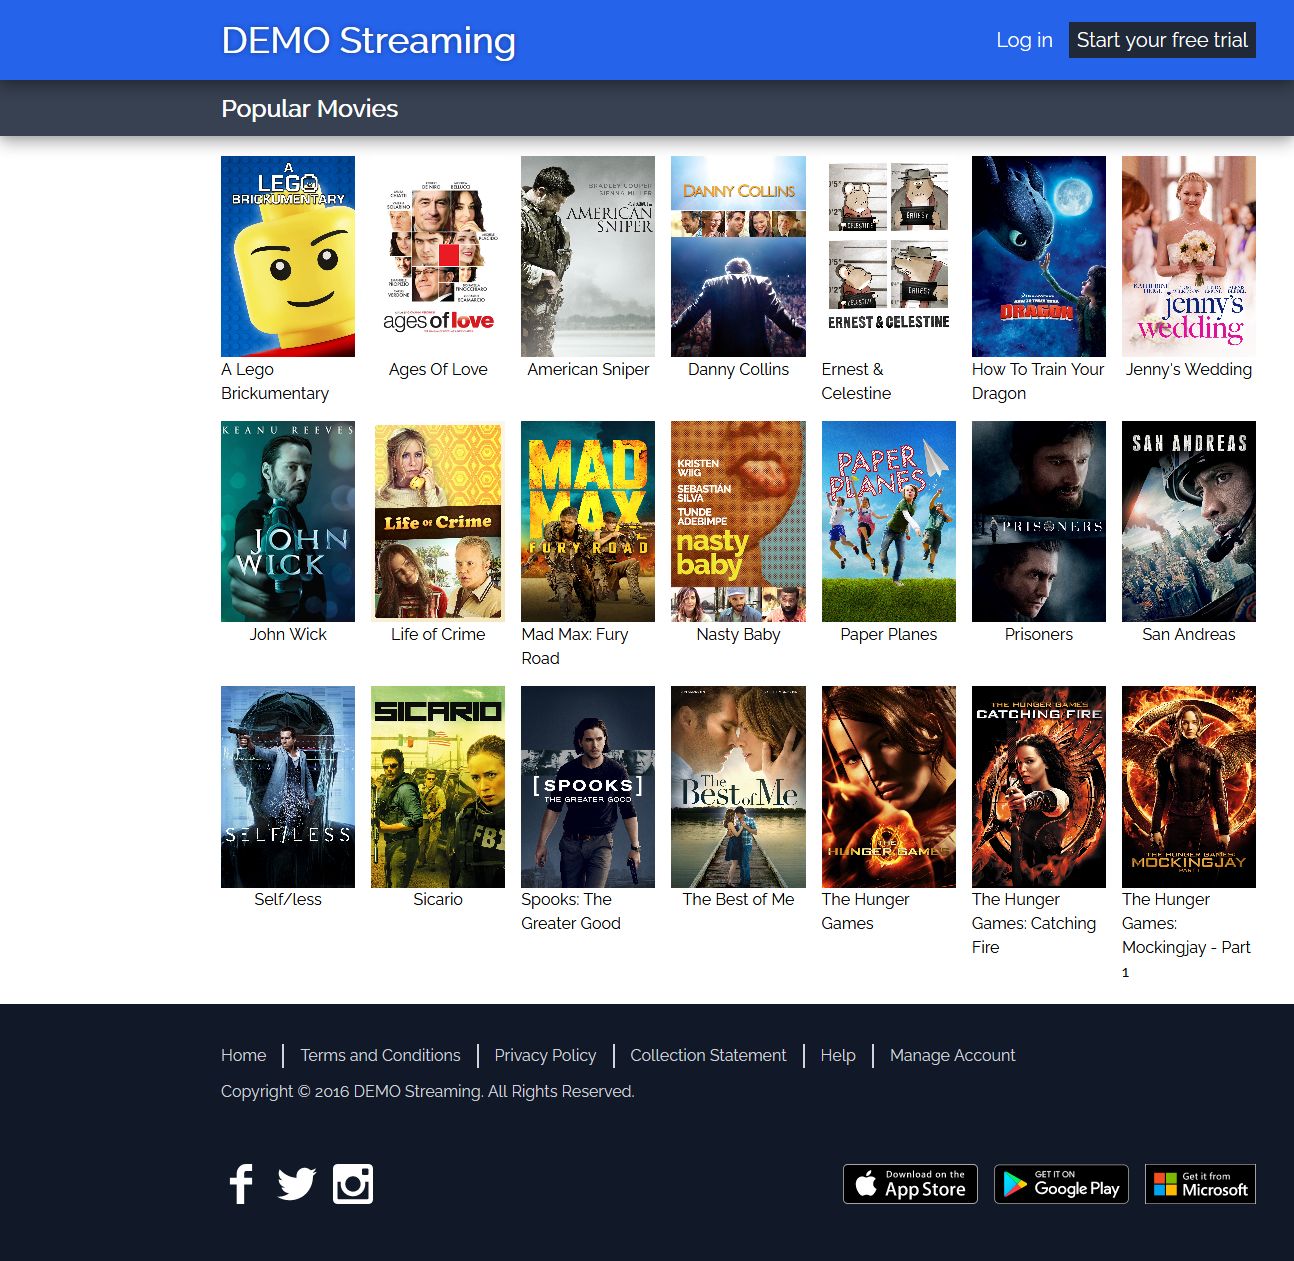 DEMO Streaming
Log in
Start your free trial
Popular Movies
A
LEGO
BRICKUMENTARY
ages of love
BRADLEY COOPER
SIENNA MILLER
AMERICAN
SNIPER
DANNY COLLINS
CELESTINE
ERNEST
CELESTINE
ERNEST
ERNEST & CELESTINE
DRAGON
jenny's
wedding
A Lego
Brickumentary
Ages Of Love
American Sniper
Danny Collins
Ernest &
Celestine
How To Train Your
Dragon
Jenny's Wedding
KEANU REEVES
JOHN
WICK
Life of Crime
MAD
MAX
FURY ROAD
KRISTEN
WIIG
SEBASTIÁN
SILVA
TUNDE
ADEBIMPE
nasty
baby
PAPER
PLANES
PRISONERS
SAN ANDREAS
John Wick
Life of Crime
Mad Max: Fury
Road
Nasty Baby
Paper Planes
Prisoners
San Andreas
SELF/LESS
SICARIO
FBI
[SPOOKS]
THE GREATER GOOD
The
Best of Me
THE
HUNGER GAMES
THE HUNGER GAMES
CATCHING FIRE
THE HUNGER GAMES:
MOCKINGJAY
PART 1
Self/less
Sicario
Spooks: The
Greater Good
The Best of Me
The Hunger
Games
The Hunger
Games: Catching
Fire
The Hunger
Games:
Mockingjay - Part
1
Home
Terms and Conditions
Privacy Policy
Collection Statement
Help
Manage Account
Copyright © 2016 DEMO Streaming. All Rights Reserved.
Download on the
App Store
GET IT ON
Google Play
Get it from
Microsoft